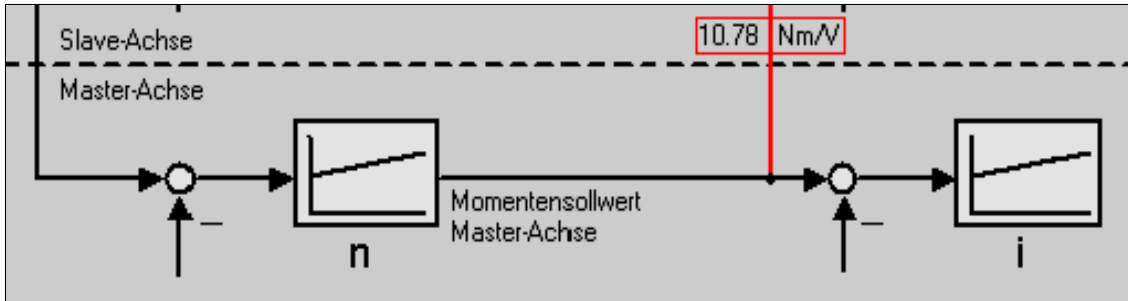 Slave-Achse
10.78 Nm/V
Master-Achse
Momentensollwert
Master-Achse
n
i